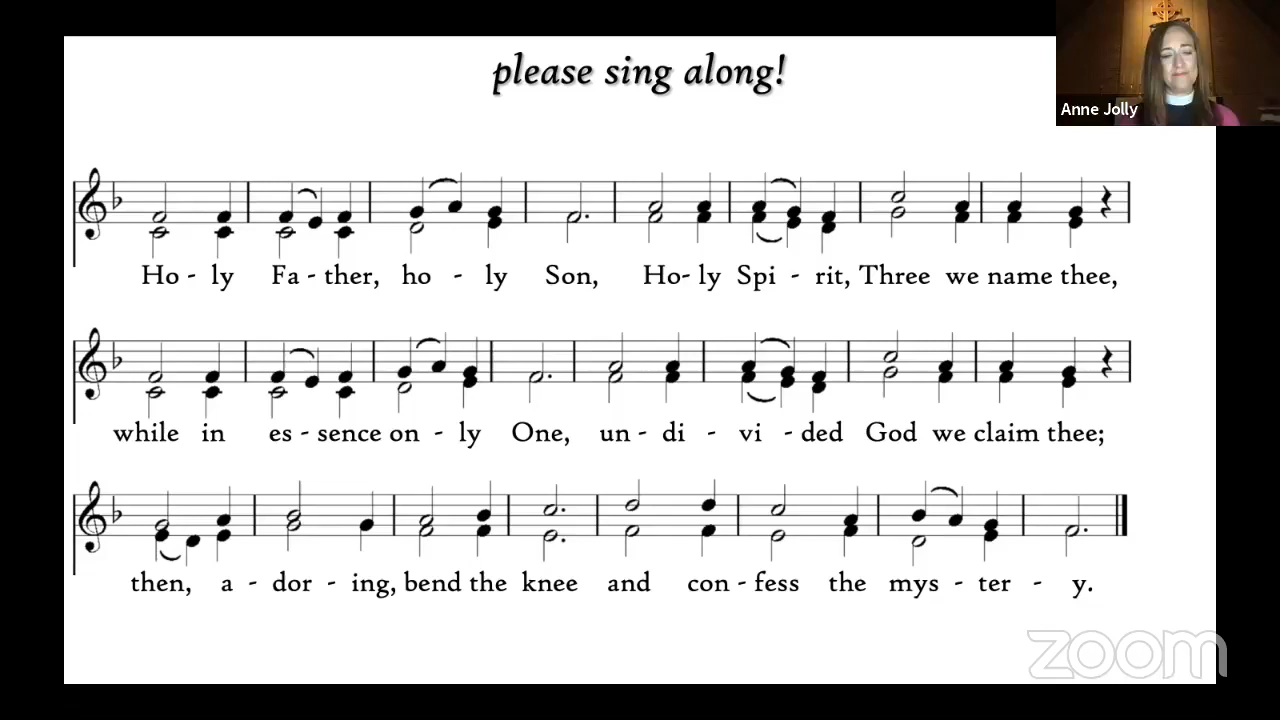 please sing along!
Anne Jolly
Ho - ly Fa - ther, ho - ly Son, Ho - ly Spi - rit, Three we name thee,
while in es - sence on - ly One, un - di - vi - ded God we claim thee;
then, a - dor - ing, bend the knee and con - fess the mys - ter - y.
zoom